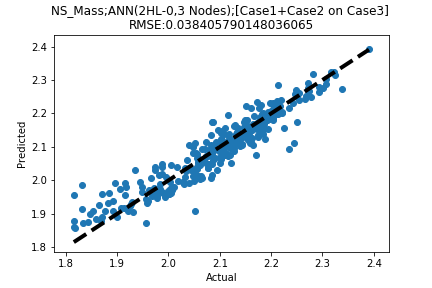 NS_Mass;ANN(2HL-0,3 Nodes);[Case1+Case2 on Case3]
RMSE:0.038405790148036065
2.4
2.3
2.2
2.1
2.0
1.9
1.8
Predicted
1.8 1.9 2.0 2.1 2.2 2.3 2.4
Actual